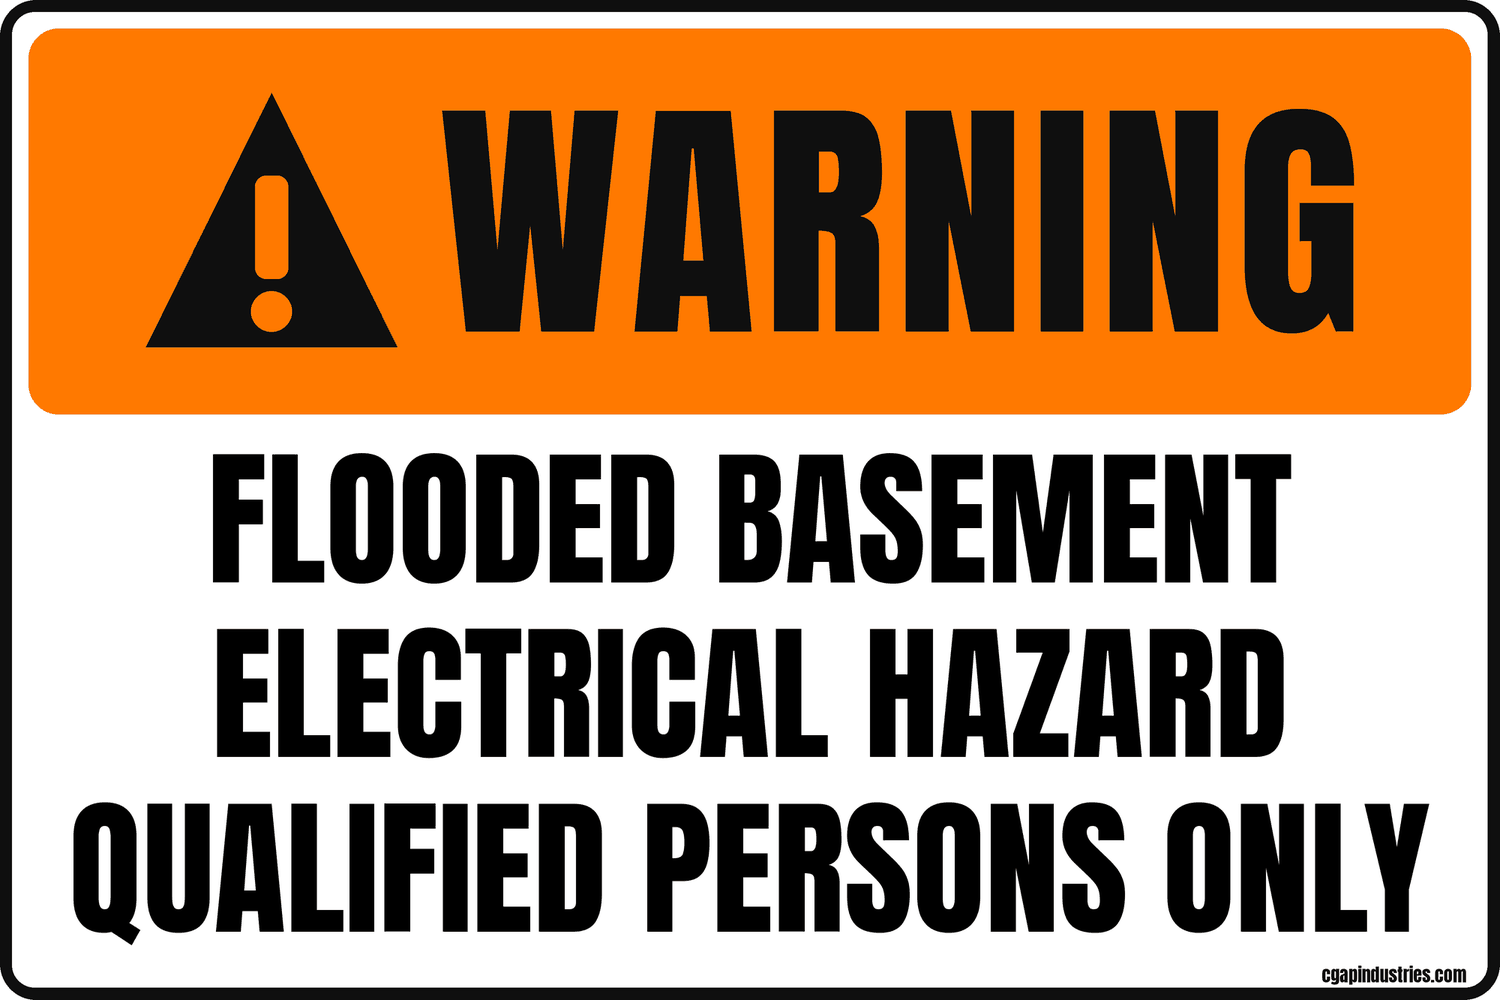 WARNING
FLOODED BASEMENT
ELECTRICAL HAZARD
QUALIFIED PERSONS ONLY
cgapindustries.com